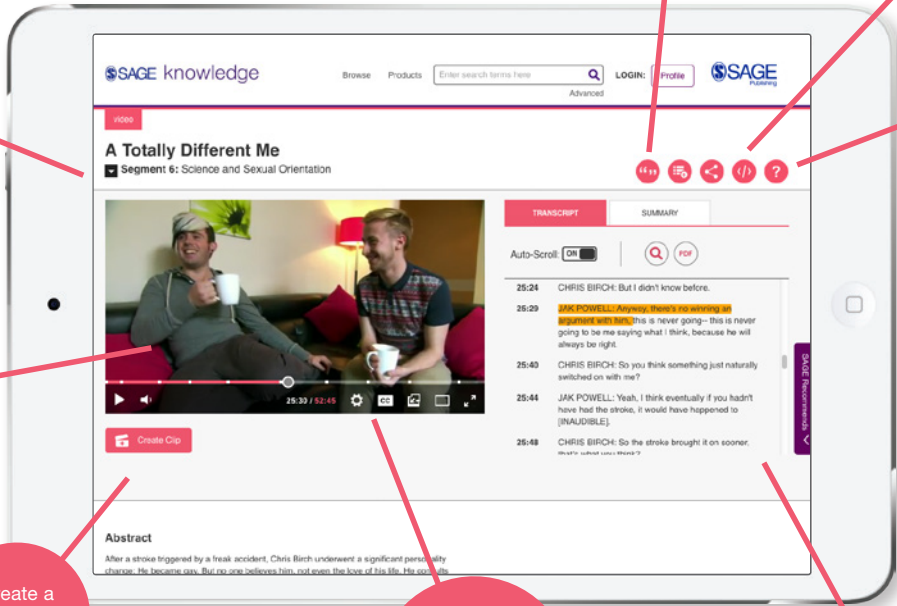 SSAGE knowledge
Browse Products Enter search terms here LOGIN: Profile
SSAGE
Publishing
Advanced
video
A Totally Different Me
Segment 6: Science and Sexual Orientation
TRANSCRIPT SUMMARY
Auto-Scroll: ON PDF
25:24 CHRIS BIRCH: But I didn't know before.
25:29 JAK POWELL: Anyway, there's no winning an
argument with him, this is never going-- this is never
going to be me saying what I think, because he will
always be right.
25:40 CHRIS BIRCH: So you think something just naturally
switched on with me?
25:44 JAK POWELL: Yeah, I think eventually if you hadn't
have had the stroke, it would have happened to
[INAUDIBLE].
25:48 CHRIS BIRCH: So the stroke brought it on sooner,
that's what you think?
SAGE Recommends
25:30 / 52:45 CC
Create Clip
Abstract
After a stroke triggered by a freak accident, Chris Birch underwent a significant personality
change: He became gay. But no one believes him, not even the love of his life. He consults
eate a